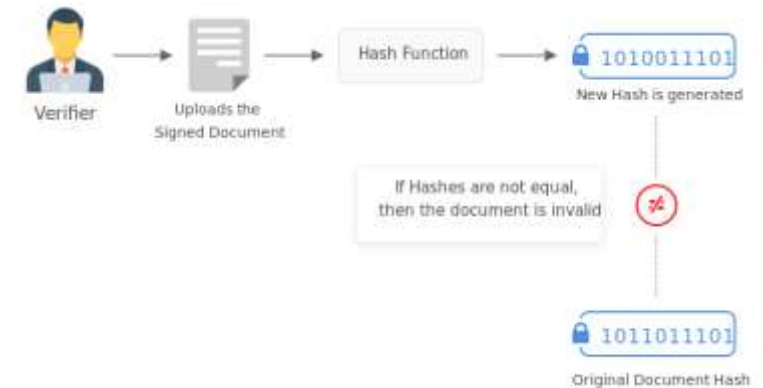 Hash Function
1010011101
Verifier
Uploads the
Signed Document
New Hash is generated
If Hashes are not equal,
then the document is invalid
1011011101
Original Document Hash